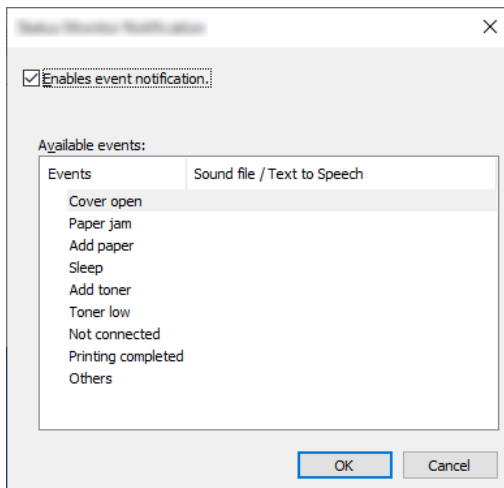 Enables event notification.
Available events:
Events Sound file / Text to Speech
Cover open
Paper jam
Add paper
Sleep
Add toner
Toner low
Not connected
Printing completed
Others
OK Cancel